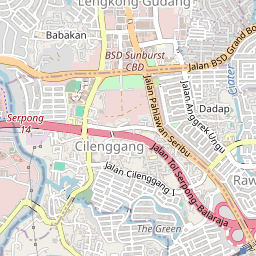 Lengkong Gudang
Babakan
BSD Sunburst
CBD
Jalan BSD Grand Bo
Jalan Pahlawan Seribu
Jalan Anggrek Ungu
Dadap
Serpong
14
Cilenggang
Jalan Tol Serpong-Balaraja
Jalan Cilenggang 1
Raw
The Green